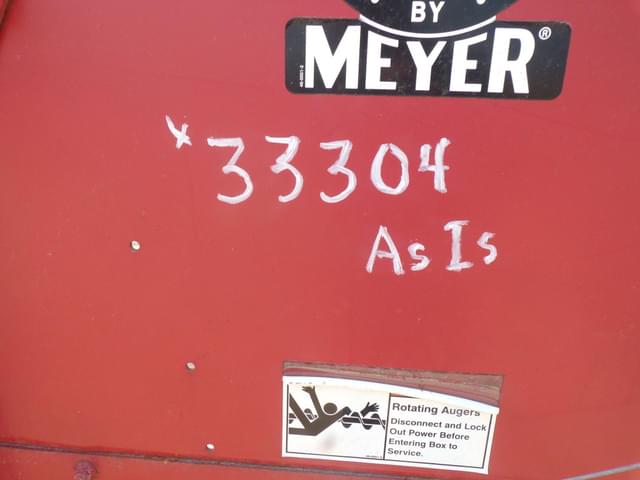 BY
MEYER®
x 33304
As Is
Rotating Augers
Disconnect and Lock
Out Power Before
Entering Box to
Service.